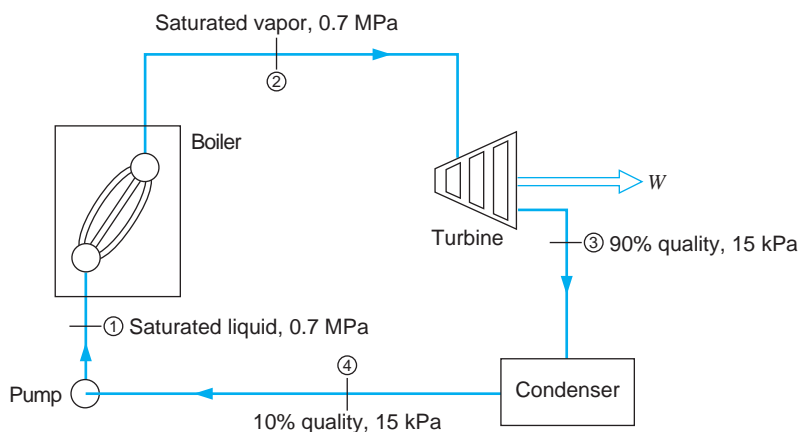 Saturated vapor, 0.7 MPa
2
Boiler
W
Turbine
3 90% quality, 15 kPa
1 Saturated liquid, 0.7 MPa
4
Condenser
Pump
10% quality, 15 kPa